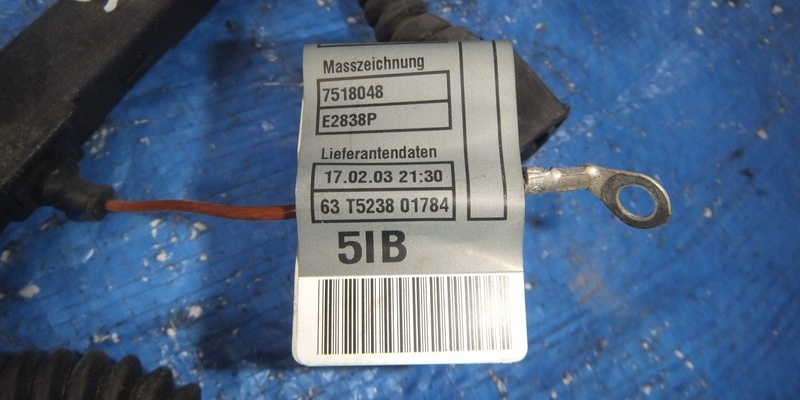 Masszeichnung
7518048
E2838P
Lieferantendaten
17.02.03 21:30
63 T5238 01784
5IB